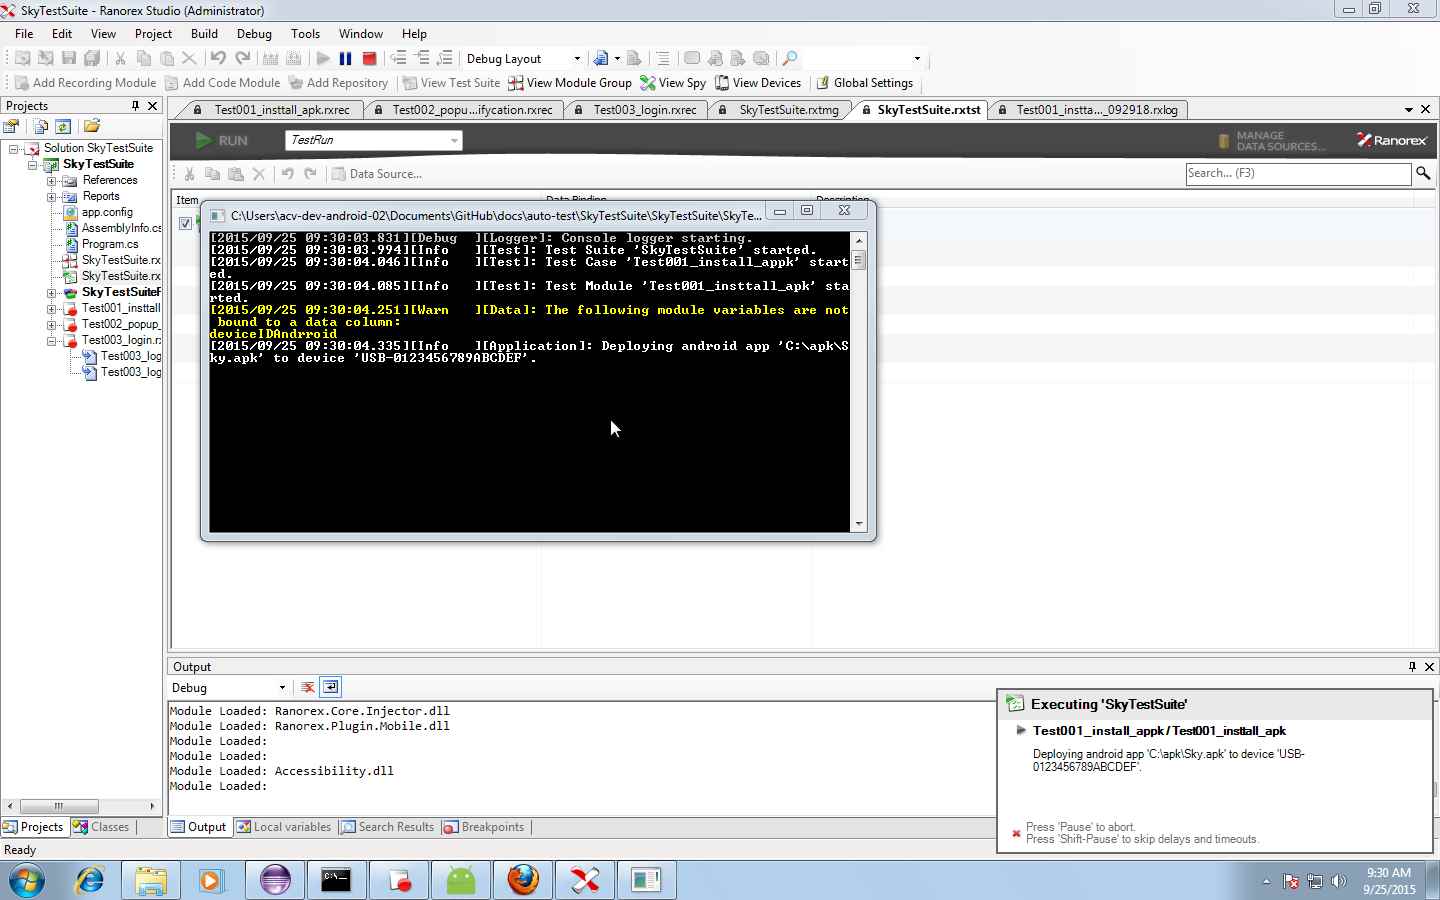 SkyTestSuite - Ranorex Studio (Administrator)
File Edit View Project Build Debug Tools Window Help
Debug Layout
Add Recording Module Add Code Module Add Repository View Test Suite View Module Group View Spy View Devices Global Settings
Projects
Test001_insttall_apk.rxrec Test002_popu..._ifycation.rxrec Test003_login.rxrec SkyTestSuite.rxtmg SkyTestSuite.rxtst Test001_instta..._092918.rxlog
RUN TestRun MANAGE DATA SOURCES... Ranorex
Data Source... Search... (F3)
Item Data Binding Description
Solution SkyTestSuite
SkyTestSuite
References
Reports
app.config
AssemblyInfo.cs
Program.cs
SkyTestSuite.rx
SkyTestSuite.rx
SkyTestSuiteF
Test001_insttall
Test002_popup_
Test003_login.rx
Test003_log
Test003_log
C:\Users\acv-dev-android-02\Documents\GitHub\docs\auto-test\SkyTestSuite\SkyTestSuite\SkyTe...
[2015/09/25 09:30:03.831][Debug ][Logger]: Console logger starting.
[2015/09/25 09:30:03.994][Info ][Test]: Test Suite 'SkyTestSuite' started.
[2015/09/25 09:30:04.046][Info ][Test]: Test Case 'Test001_install_appk' start
ed.
[2015/09/25 09:30:04.085][Info ][Test]: Test Module 'Test001_insttall_apk' sta
rted.
[2015/09/25 09:30:04.251][Warn ][Data]: The following module variables are not
bound to a data column:
deviceIDAndrroid
[2015/09/25 09:30:04.335][Info ][Application]: Deploying android app 'C:\apk\S
ky.apk' to device 'USB-0123456789ABCDEF'.
Output
Debug
Module Loaded: Ranorex.Core.Injector.dll
Module Loaded: Ranorex.Plugin.Mobile.dll
Module Loaded:
Module Loaded:
Module Loaded: Accessibility.dll
Module Loaded:
Executing 'SkyTestSuite'
Test001_install_appk/Test001_insttall_apk
Deploying android app 'C:\apk\Sky.apk' to device 'USB-
0123456789ABCDEF'.
Press 'Pause' to abort.
Press 'Shift-Pause' to skip delays and timeouts.
Projects Classes Output Local variables Search Results Breakpoints
Ready
9:30 AM
9/25/2015